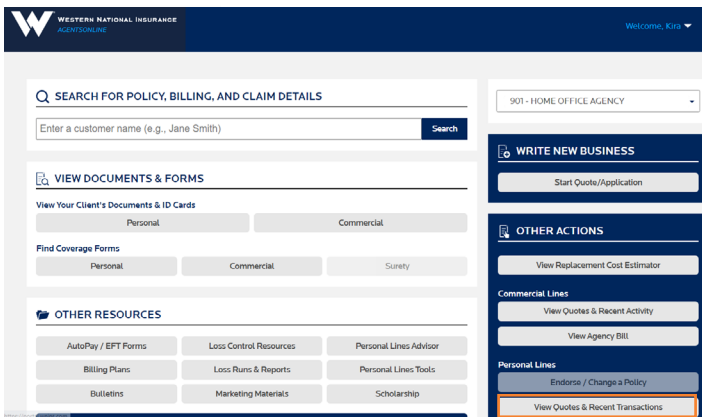 WESTERN NATIONAL INSURANCE
AGENTSONLINE
Welcome, Kira
SEARCH FOR POLICY, BILLING, AND CLAIM DETAILS
Enter a customer name (e.g., Jane Smith)
Search
VIEW DOCUMENTS & FORMS
View Your Client's Documents & ID Cards
Personal
Commercial
Find Coverage Forms
Personal
Commercial
Surety
OTHER RESOURCES
AutoPay / EFT Forms
Loss Control Resources
Personal Lines Advisor
Billing Plans
Loss Runs & Reports
Personal Lines Tools
Bulletins
Marketing Materials
Scholarship
901 - HOME OFFICE AGENCY
WRITE NEW BUSINESS
Start Quote/Application
OTHER ACTIONS
View Replacement Cost Estimator
Commercial Lines
View Quotes & Recent Activity
View Agency Bill
Personal Lines
Endorse / Change a Policy
View Quotes & Recent Transactions